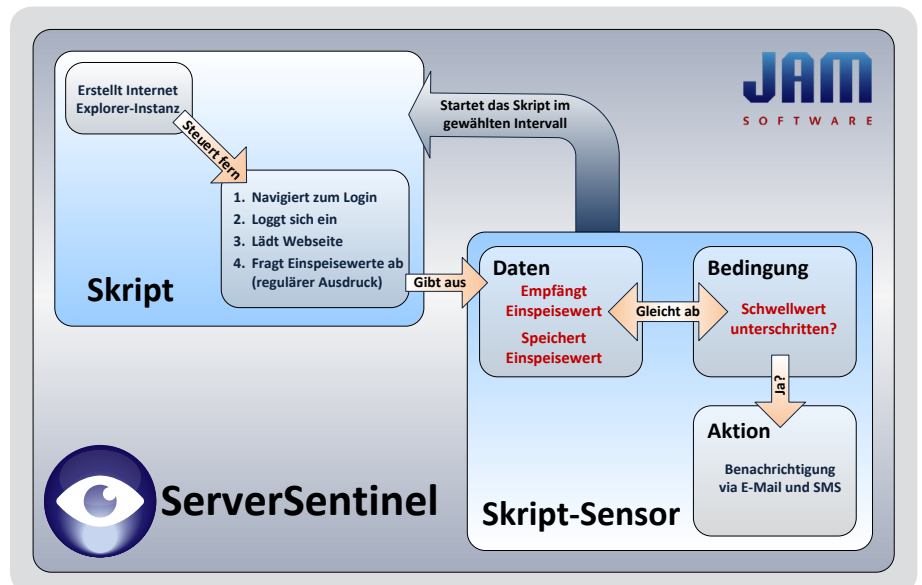 Erstellt Internet
Explorer-Instanz
Steuert fern
1. Navigiert zum Login
2. Loggt sich ein
3. Lädt Webseite
4. Fragt Einspeisewerte ab
(regulärer Ausdruck)
Skript
Startet das Skript im
gewählten Intervall
JAM
SOFTWARE
Gibt aus
Daten
Empfängt
Einspeisewert
Speichert
Einspeisewert
Gleicht ab
Bedingung
Schwellwert
unterschritten?
Ja?
Aktion
Benachrichtigung
via E-Mail und SMS
Skript-Sensor
ServerSentinel